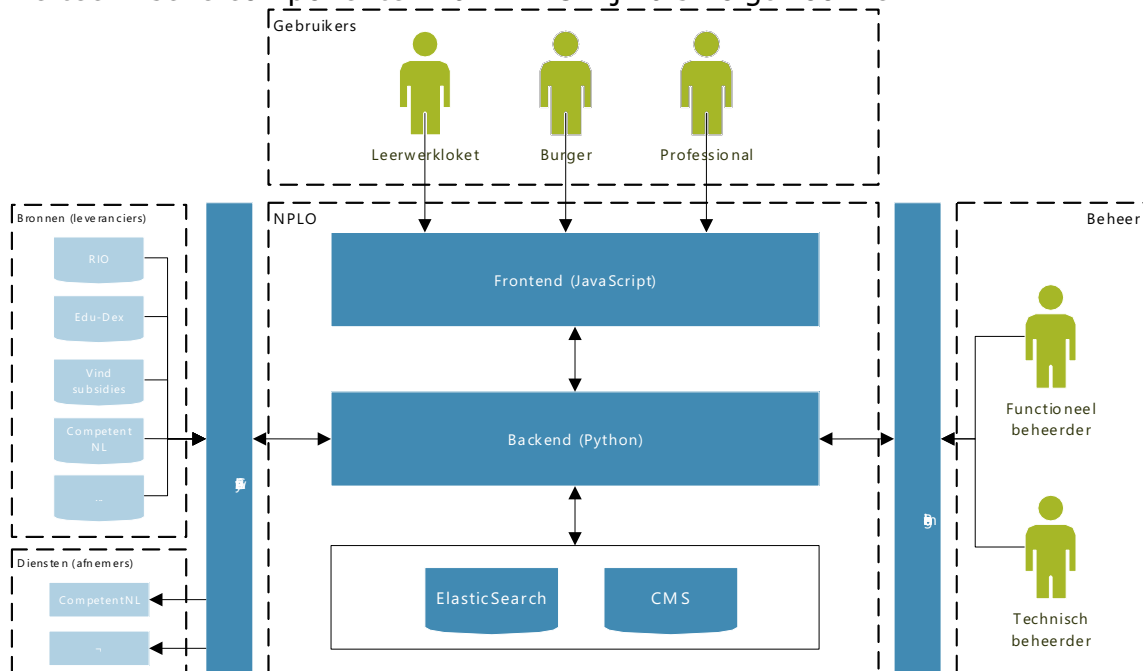 Gebruikers
Leerwerkloket
Burger
Professional
Bronnen (leveranciers)
RIO
Edu-Dex
Vind
subsidies
Competent
NL
...
Diensten (afnemers)
CompetentNL
NPLO
Frontend (JavaScript)
Backend (Python)
ElasticSearch
CMS
Beheer
Functioneel
beheerder
Technisch
beheerder